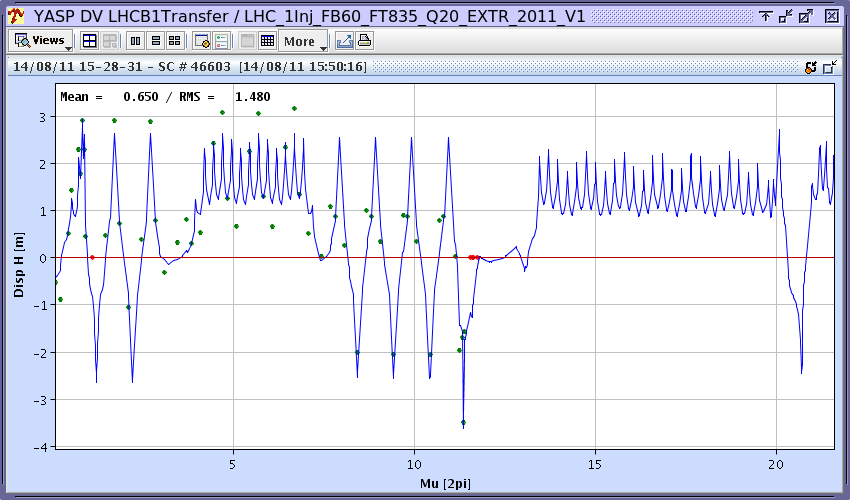 YASP DV LHCB1Transfer / LHC_1Inj_FB60_FT835_Q20_EXTR_2011_V1
Views
More
14/08/11 15-28-31 - SC # 46603 [14/08/11 15:50:16]
Mean = 0.650 / RMS = 1.480
3
2
1
0
-1
-2
-3
-4
Disp H [m]
5
10
15
20
Mu [2pi]